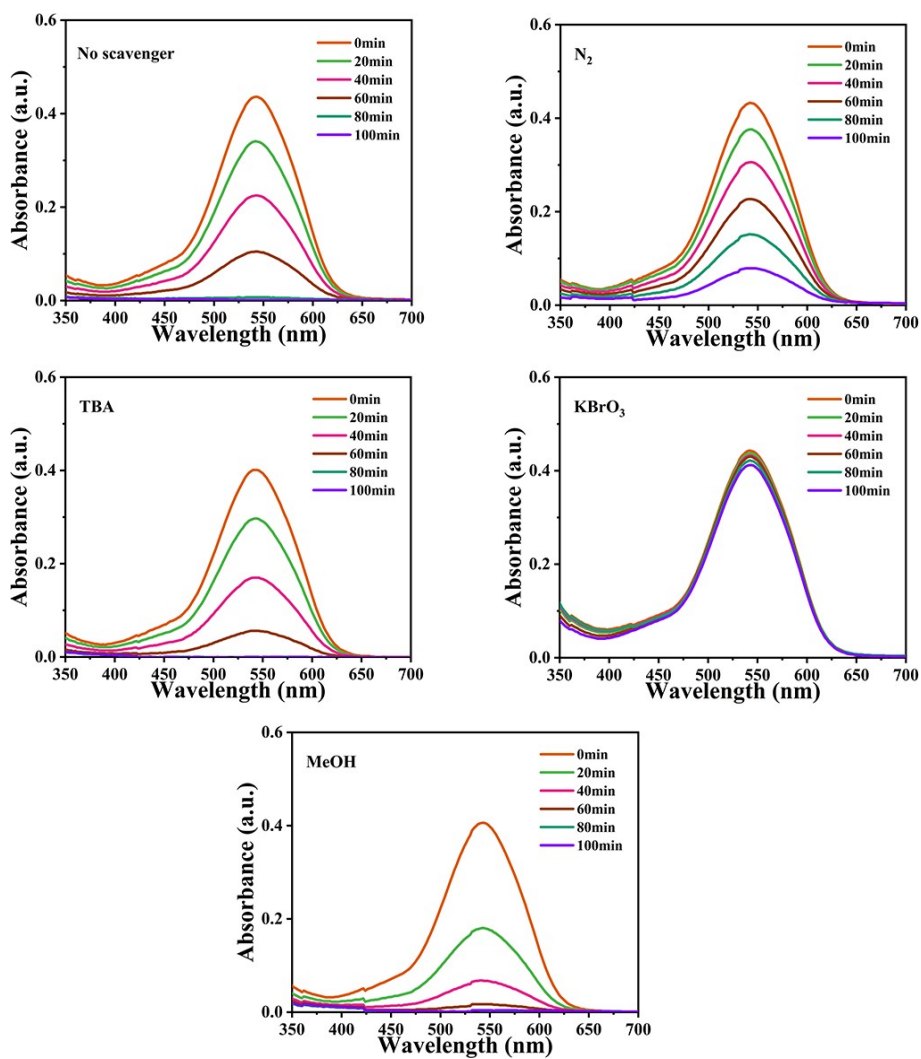 No scavenger
0min
20min
40min
60min
80min
100min
0.6
0.4
0.2
0.0
350 400 450 500 550 600 650 700
Absorbance (a.u.)
Wavelength (nm)
N₂
0min
20min
40min
60min
80min
100min
0.6
0.4
0.2
0.0
350 400 450 500 550 600 650 700
Absorbance (a.u.)
Wavelength (nm)
TBA
0min
20min
40min
60min
80min
100min
0.6
0.4
0.2
0.0
350 400 450 500 550 600 650 700
Absorbance (a.u.)
Wavelength (nm)
KBrO₃
0min
20min
40min
60min
80min
100min
0.6
0.4
0.2
0.0
350 400 450 500 550 600 650 700
Absorbance (a.u.)
Wavelength (nm)
MeOH
0min
20min
40min
60min
80min
100min
0.6
0.4
0.2
0.0
350 400 450 500 550 600 650 700
Absorbance (a.u.)
Wavelength (nm)